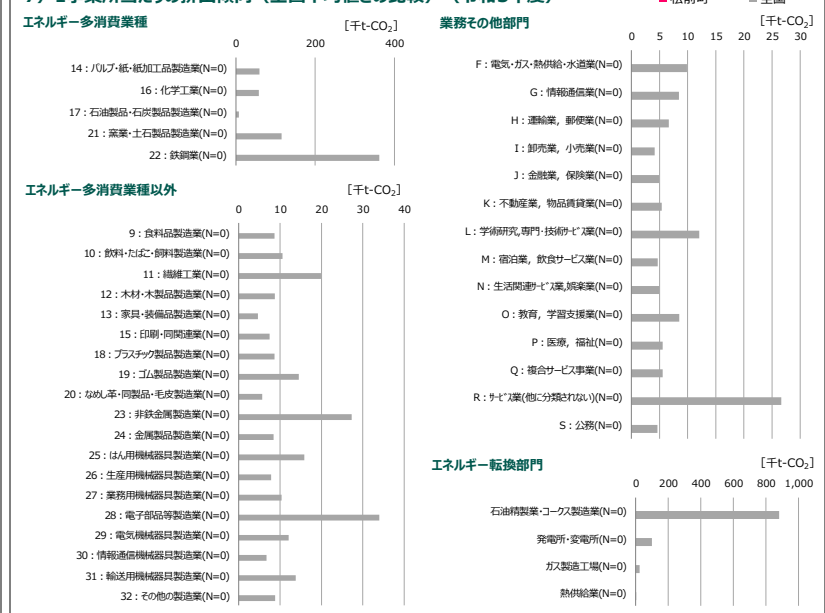 エネルギー多消費業種
[千t-CO₂]
0 200 400
14：パルプ・紙・紙加工品製造業(N=0)
16：化学工業(N=0)
17：石油製品・石炭製品製造業(N=0)
21：窯業・土石製品製造業(N=0)
22：鉄鋼業(N=0)
エネルギー多消費業種以外
[千t-CO₂]
0 10 20 30 40
9：食料品製造業(N=0)
10：飲料・たばこ・飼料製造業(N=0)
11：繊維工業(N=0)
12：木材・木製品製造業(N=0)
13：家具・装備品製造業(N=0)
15：印刷・同関連業(N=0)
18：プラスチック製品製造業(N=0)
19：ゴム製品製造業(N=0)
20：なめし革・同製品・毛皮製造業(N=0)
23：非鉄金属製造業(N=0)
24：金属製品製造業(N=0)
25：はん用機械器具製造業(N=0)
26：生産用機械器具製造業(N=0)
27：業務用機械器具製造業(N=0)
28：電子部品等製造業(N=0)
29：電気機械器具製造業(N=0)
30：情報通信機械器具製造業(N=0)
31：輸送用機械器具製造業(N=0)
32：その他の製造業(N=0)
業務その他部門
[千t-CO₂]
0 5 10 15 20 25 30
F：電気・ガス・熱供給・水道業(N=0)
G：情報通信業(N=0)
H：運輸業，郵便業(N=0)
I：卸売業，小売業(N=0)
J：金融業，保険業(N=0)
K：不動産業，物品賃貸業(N=0)
L：学術研究,専門・技術サービス業(N=0)
M：宿泊業，飲食サービス業(N=0)
N：生活関連サービス業,娯楽業(N=0)
O：教育，学習支援業(N=0)
P：医療，福祉(N=0)
Q：複合サービス事業(N=0)
R：サービス業(他に分類されない)(N=0)
S：公務(N=0)
エネルギー転換部門
[千t-CO₂]
0 200 400 600 800 1,000
石油精製業・コークス製造業(N=0)
発電所・変電所(N=0)
ガス製造工場(N=0)
熱供給業(N=0)